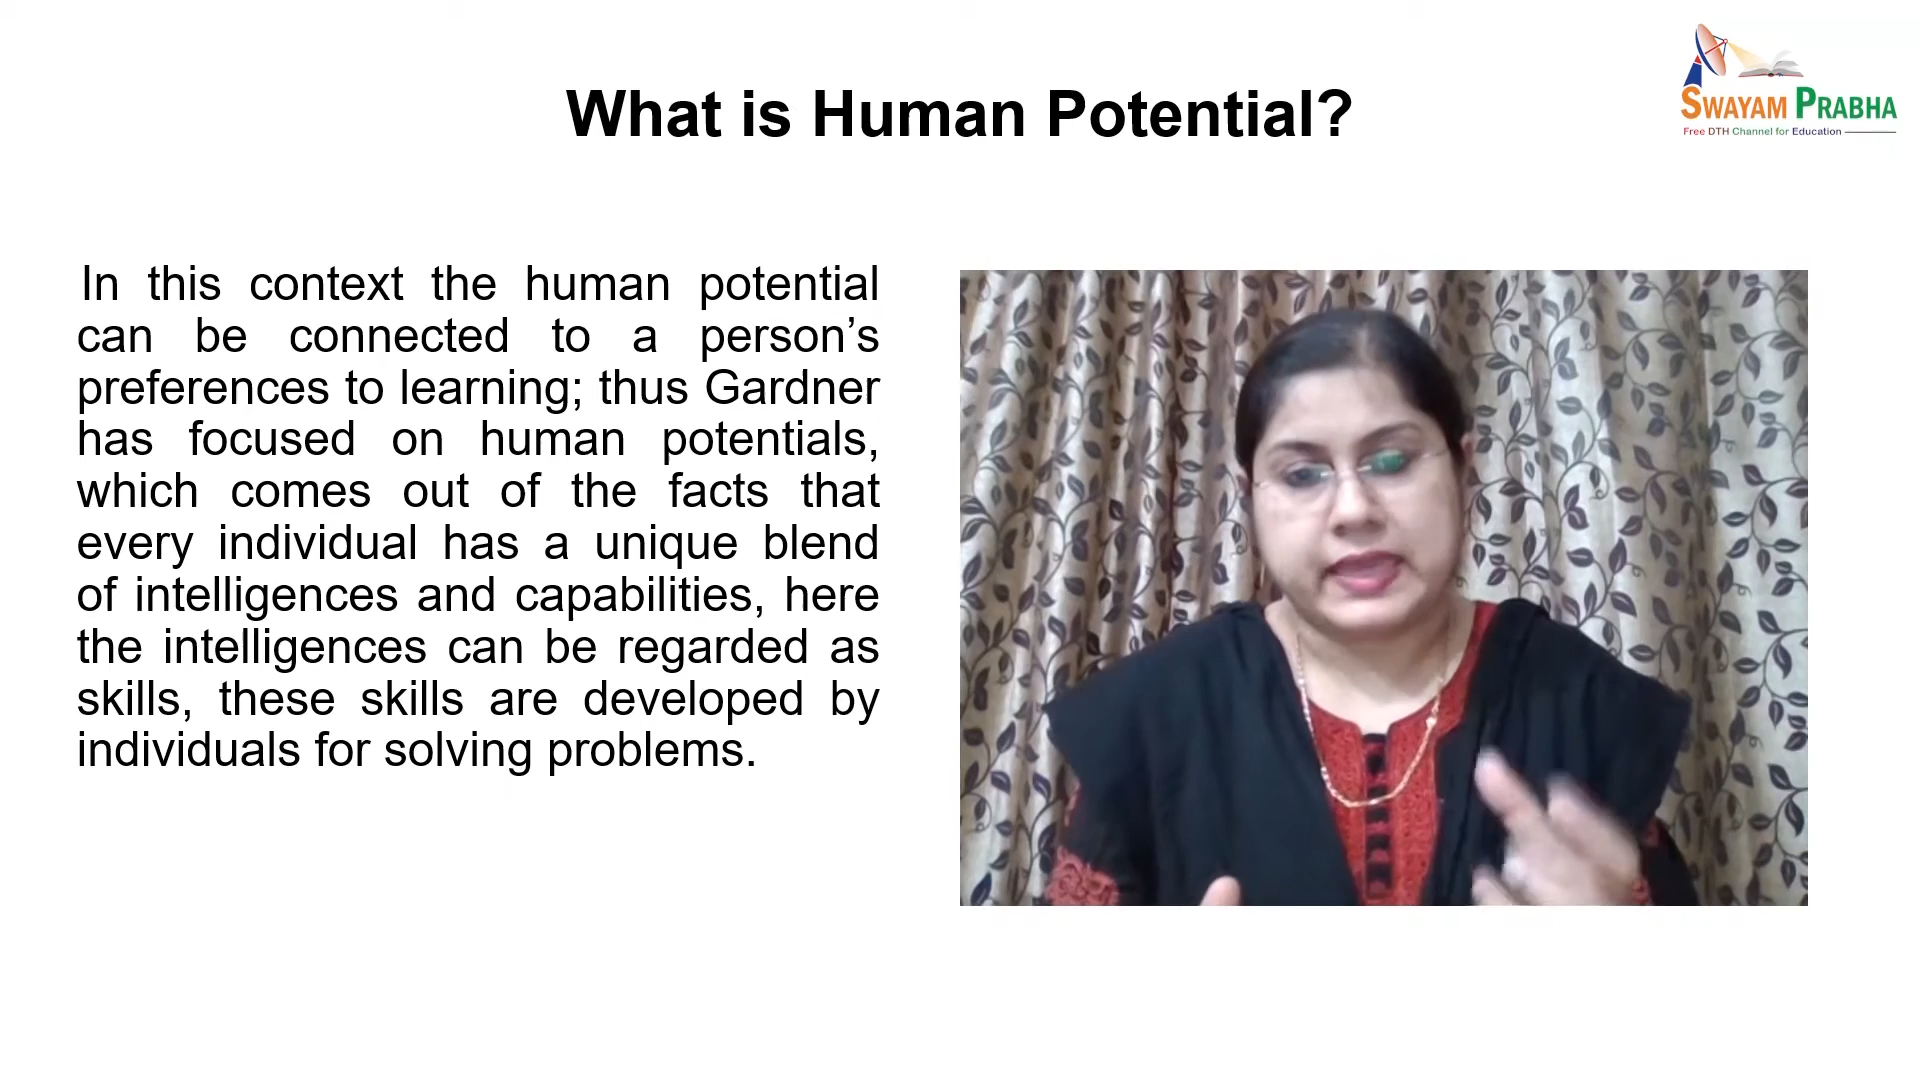 What is Human Potential?
SWAYAM PRABHA
Free DTH Channel for Education
In this context the human potential
can be connected to a person’s
preferences to learning; thus Gardner
has focused on human potentials,
which comes out of the facts that
every individual has a unique blend
of intelligences and capabilities, here
the intelligences can be regarded as
skills, these skills are developed by
individuals for solving problems.